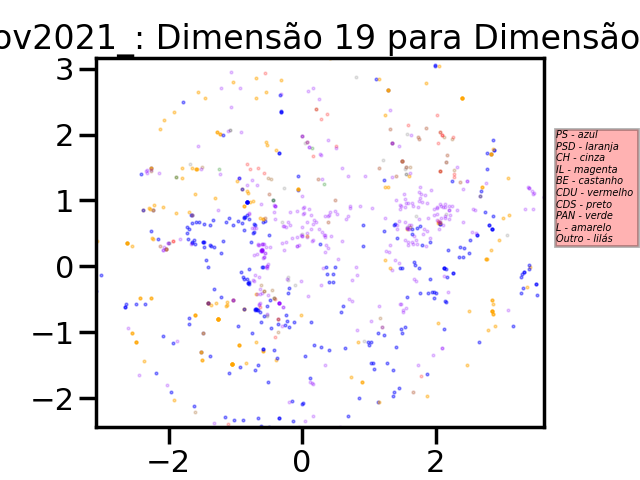 ov2021_: Dimensão 19 para Dimensão
3
2
1
0
−1
−2
−2
0
2
PS - azul
PSD - laranja
CH - cinza
IL - magenta
BE - castanho
CDU - vermelho
CDS - preto
PAN - verde
L - amarelo
Outro - lilás